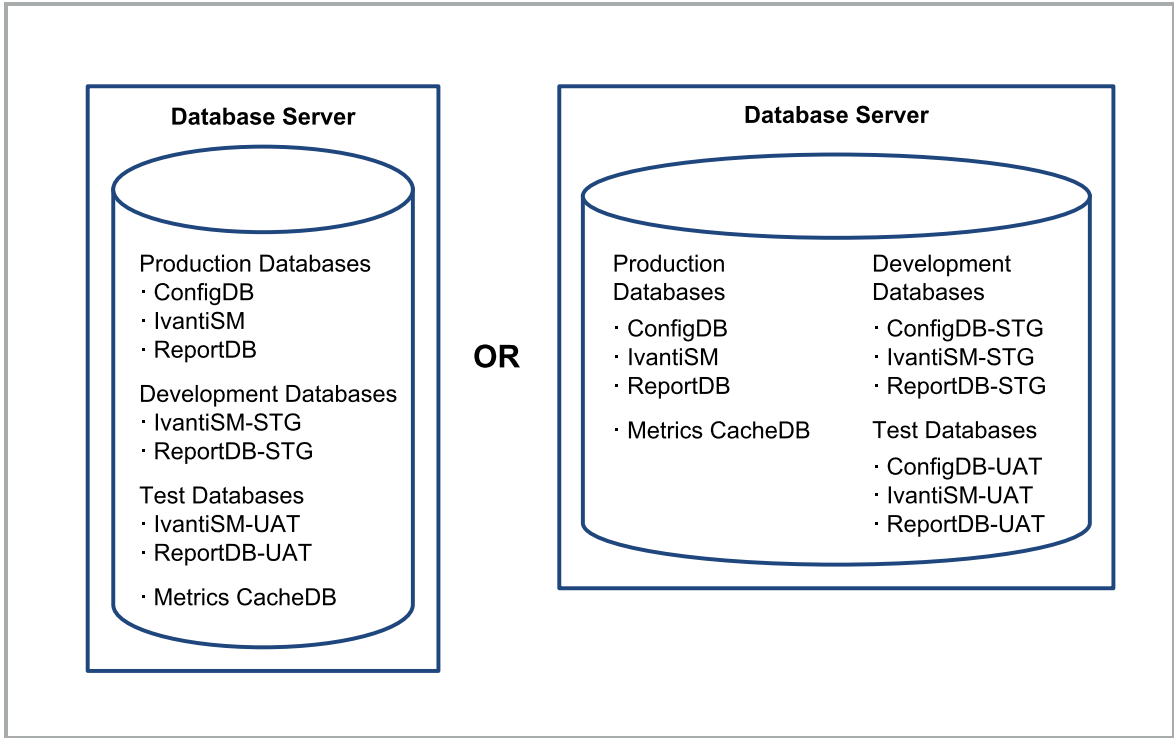 Database Server
Production Databases
· ConfigDB
· IvantiSM
· ReportDB
Development Databases
· IvantiSM-STG
· ReportDB-STG
Test Databases
· IvantiSM-UAT
· ReportDB-UAT
· Metrics CacheDB
OR
Database Server
Production
Databases
· ConfigDB
· IvantiSM
· ReportDB
· Metrics CacheDB
Development
Databases
· ConfigDB-STG
· IvantiSM-STG
· ReportDB-STG
Test Databases
· ConfigDB-UAT
· IvantiSM-UAT
· ReportDB-UAT